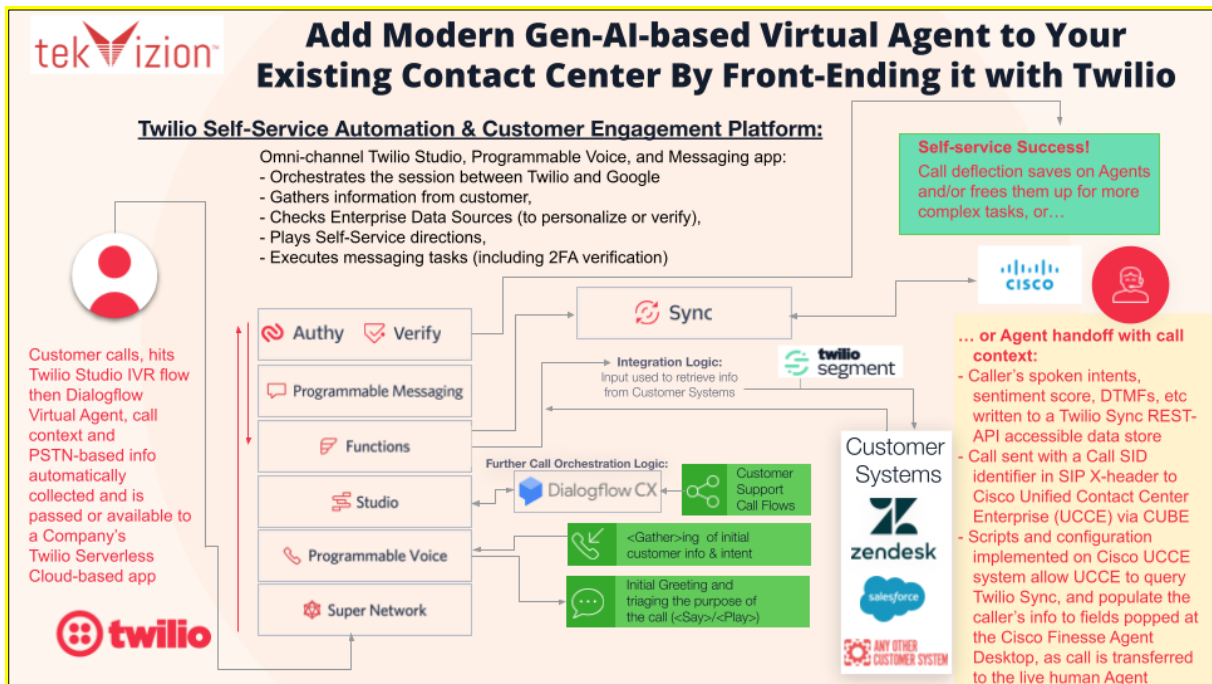 tekVizion™
Add Modern Gen-AI-based Virtual Agent to Your
Existing Contact Center By Front-Ending it with Twilio
Twilio Self-Service Automation & Customer Engagement Platform:
Omni-channel Twilio Studio, Programmable Voice, and Messaging app:
- Orchestrates the session between Twilio and Google
- Gathers information from customer,
- Checks Enterprise Data Sources (to personalize or verify),
- Plays Self-Service directions,
- Executes messaging tasks (including 2FA verification)
Self-service Success!
Call deflection saves on Agents
and/or frees them up for more
complex tasks, or…
Customer calls, hits
Twilio Studio IVR flow
then Dialogflow
Virtual Agent, call
context and
PSTN-based info
automatically
collected and is
passed or available to
a Company's
Twilio Serverless
Cloud-based app
twilio
Authy
Verify
Programmable Messaging
Functions
Studio
Programmable Voice
Super Network
Sync
Integration Logic:
Input used to retrieve info
from Customer Systems
twilio
segment
Further Call Orchestration Logic:
Dialogflow CX
Customer
Support
Call Flows
<Gather>ing of initial
customer info & intent
Initial Greeting and
triaging the purpose of
the call (<Say>/<Play>)
Customer
Systems
zendesk
salesforce
ANY OTHER
CUSTOMER SYSTEM
CISCO
... or Agent handoff with call
context:
- Caller's spoken intents,
sentiment score, DTMFs, etc
written to a Twilio Sync REST-
API accessible data store
- Call sent with a Call SID
identifier in SIP X-header to
Cisco Unified Contact Center
Enterprise (UCCE) via CUBE
- Scripts and configuration
implemented on Cisco UCCE
system allow UCCE to query
Twilio Sync, and populate the
caller's info to fields popped at
the Cisco Finesse Agent
Desktop, as call is transferred
to the live human Agent